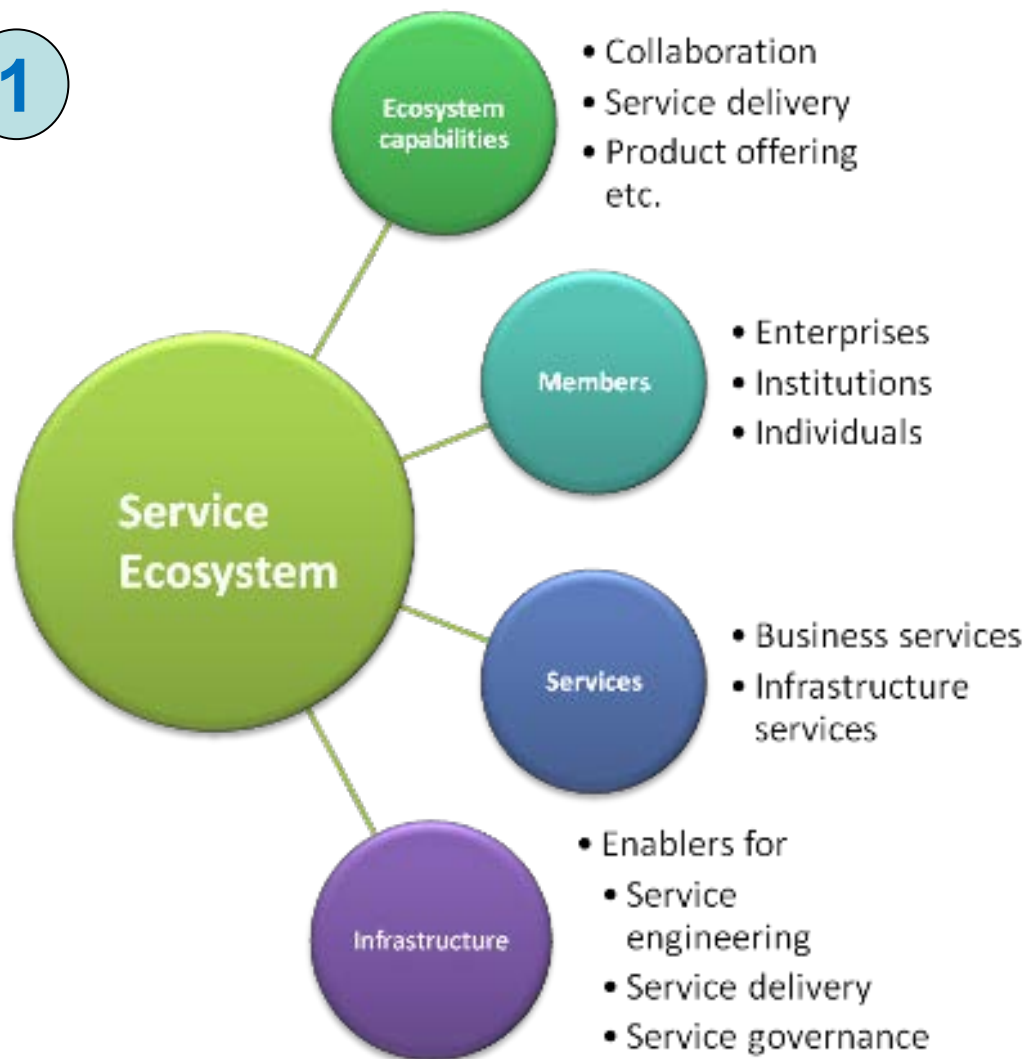 1
Ecosystem
capabilities
• Collaboration
• Service delivery
• Product offering
etc.
Members
• Enterprises
• Institutions
• Individuals
Service
Ecosystem
Services
• Business services
• Infrastructure
services
Infrastructure
• Enablers for
• Service
engineering
• Service delivery
• Service governance